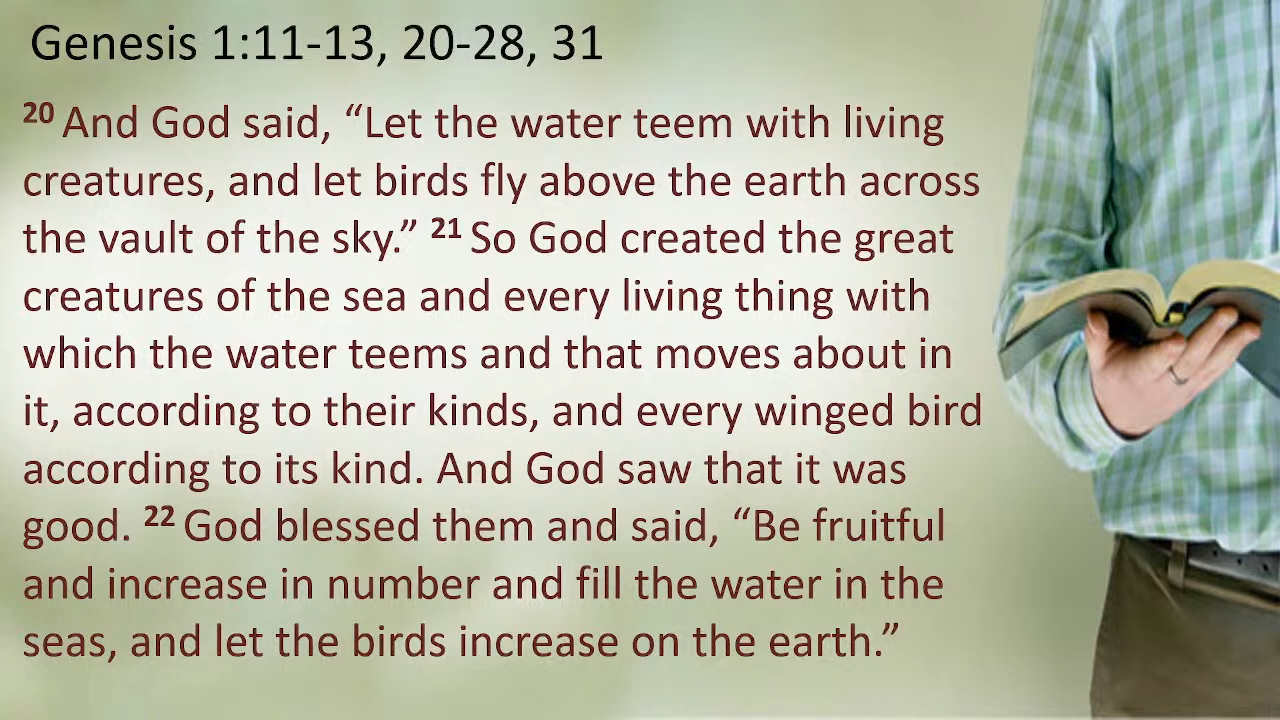 Genesis 1:11-13, 20-28, 31
20 And God said, “Let the water teem with living
creatures, and let birds fly above the earth across
the vault of the sky.” 21 So God created the great
creatures of the sea and every living thing with
which the water teems and that moves about in
it, according to their kinds, and every winged bird
according to its kind. And God saw that it was
good. 22 God blessed them and said, “Be fruitful
and increase in number and fill the water in the
seas, and let the birds increase on the earth.”